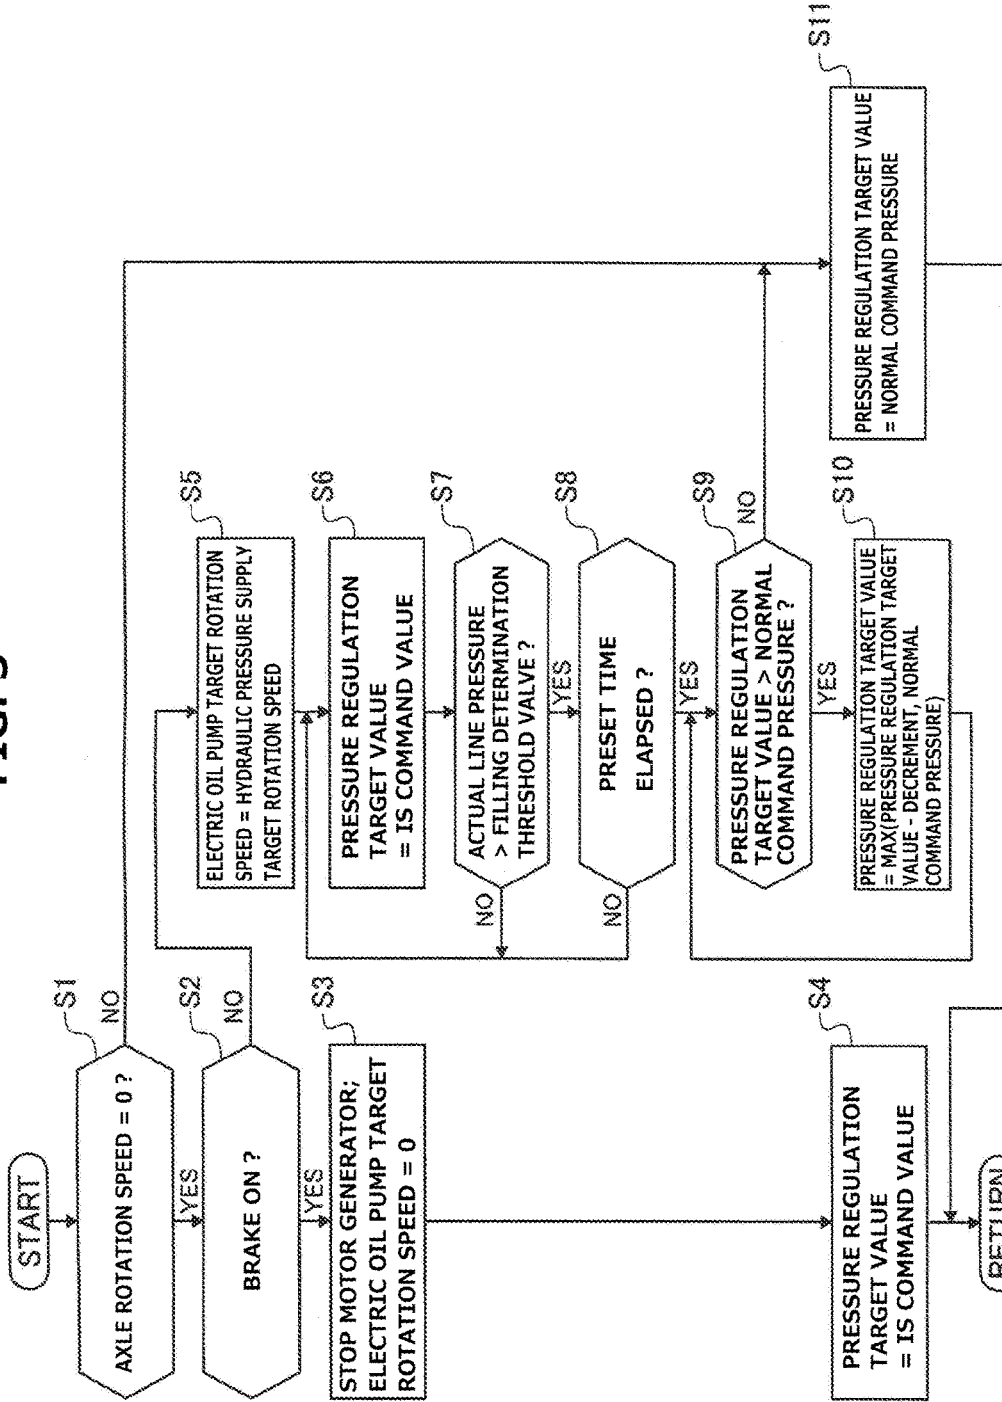 START
S1
AXLE ROTATION SPEED = 0 ?
NO
YES
S2
BRAKE ON ?
NO
YES
S3
STOP MOTOR GENERATOR;
ELECTRIC OIL PUMP TARGET
ROTATION SPEED = 0
S4
PRESSURE REGULATION
TARGET VALUE
= IS COMMAND VALUE
RETURN
S5
ELECTRIC OIL PUMP TARGET ROTATION
SPEED = HYDRAULIC PRESSURE SUPPLY
TARGET ROTATION SPEED
S6
PRESSURE REGULATION
TARGET VALUE
= IS COMMAND VALUE
S7
ACTUAL LINE PRESSURE
> FILLING DETERMINATION
THRESHOLD VALVE ?
NO
YES
S8
PRESET TIME
ELAPSED ?
NO
YES
S9
PRESSURE REGULATION
TARGET VALUE > NORMAL
COMMAND PRESSURE ?
NO
YES
S10
PRESSURE REGULATION TARGET VALUE
= MAX(PRESSURE REGULATION TARGET
VALUE - DECREMENT, NORMAL
COMMAND PRESSURE)
S11
PRESSURE REGULATION TARGET VALUE
= NORMAL COMMAND PRESSURE